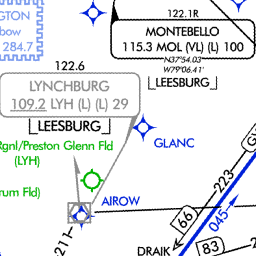 NGTON
bow
284.7
122.1R
MONTEBELLO
115.3 MOL (VL) (L) 100
N37°54.03'
W79°06.41'
LEESBURG
122.6
LYNCHBURG
109.2 LYH (L) (L) 29
LEESBURG
GLANC
Rgnl/Preston Glenn Fld
(LYH)
rum Fld)
AIROW
223
66
045
211
DRAIK
83